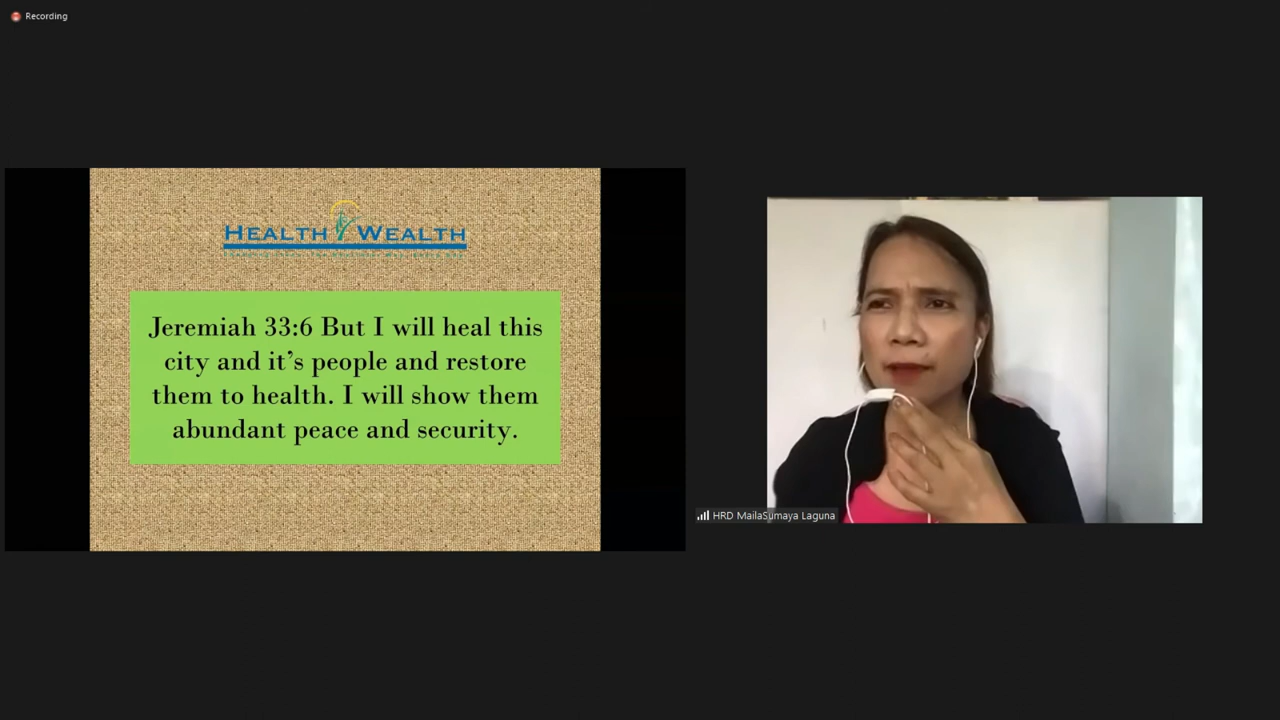 Recording
HEALTH WEALTH
Jeremiah 33:6 But I will heal this
city and it's people and restore
them to health. I will show them
abundant peace and security.
HRD MailaSumaya Laguna